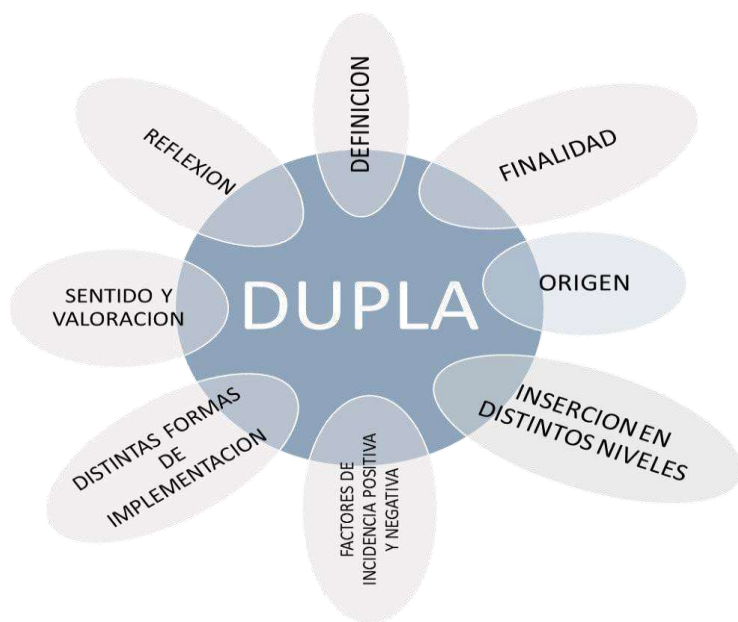 DEFINICION
FINALIDAD
ORIGEN
INSERCION EN
DISTINTOS NIVELES
FACTORES DE
INCIDENCIA POSITIVA
Y NEGATIVA
DISTINTAS FORMAS
DE
IMPLEMENTACION
SENTIDO Y
VALORACION
REFLEXION
DUPLA